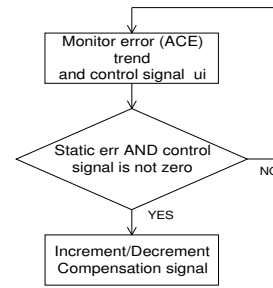 Monitor error (ACE)
trend
and control signal ui
Static err AND control
signal is not zero
NO
YES
Increment/Decrement
Compensation signal